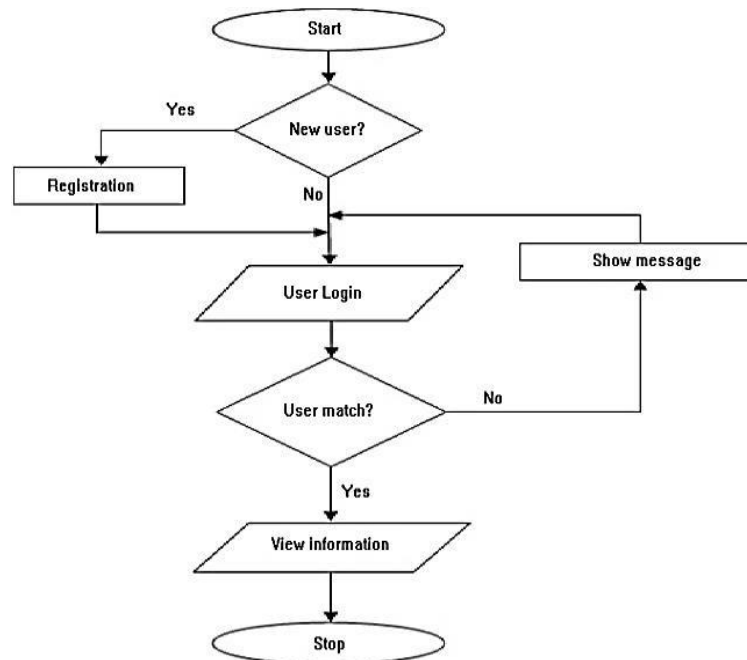 Start
Yes
New user?
Registration
No
Show message
User Login
User match?
No
Yes
View information
Stop